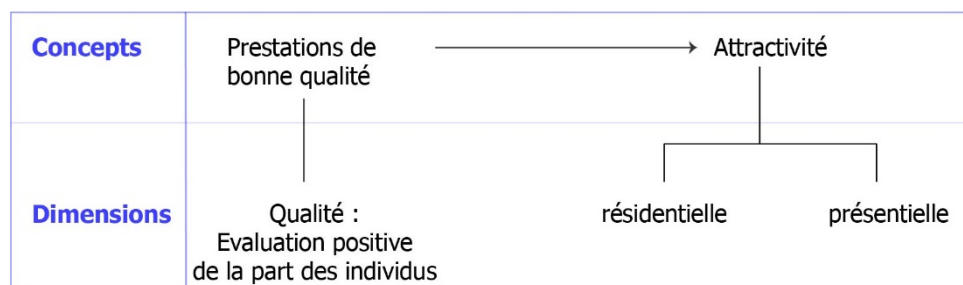 Concepts
Prestations de
bonne qualité
Attractivité
Dimensions
Qualité :
Evaluation positive
de la part des individus
résidentielle
présentielle